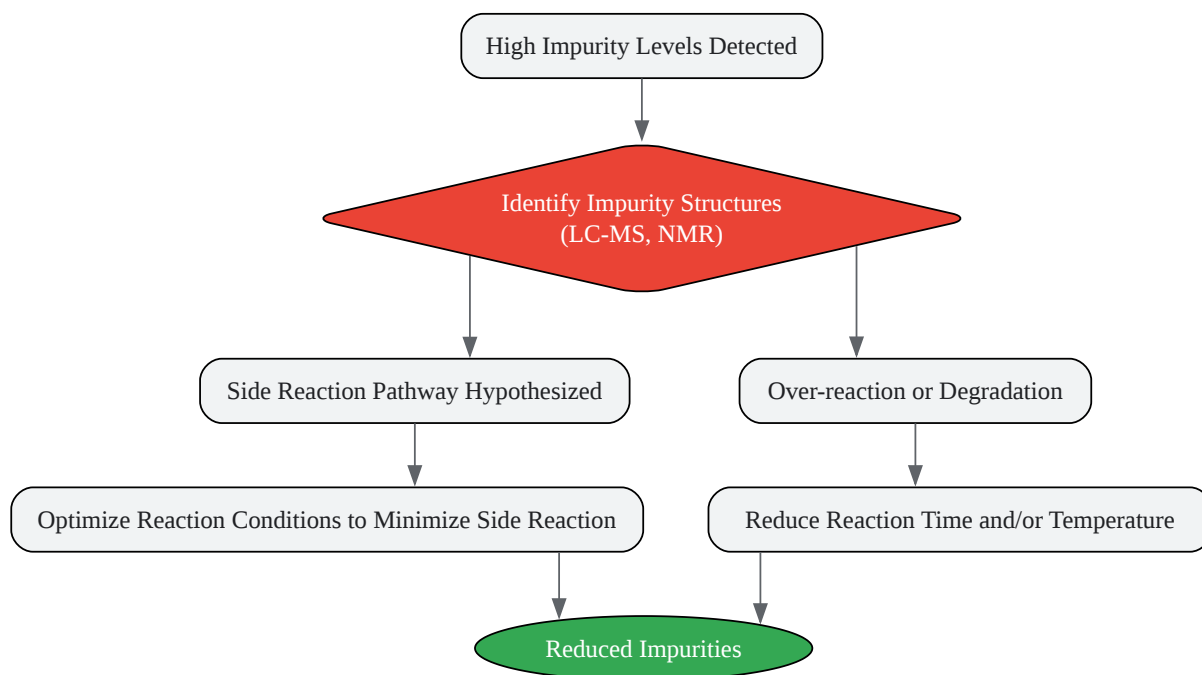 High Impurity Levels Detected
Identify Impurity Structures
(LC-MS, NMR)
Side Reaction Pathway Hypothesized
Over-reaction or Degradation
Optimize Reaction Conditions to Minimize Side Reaction
Reduce Reaction Time and/or Temperature
Reduced Impurities